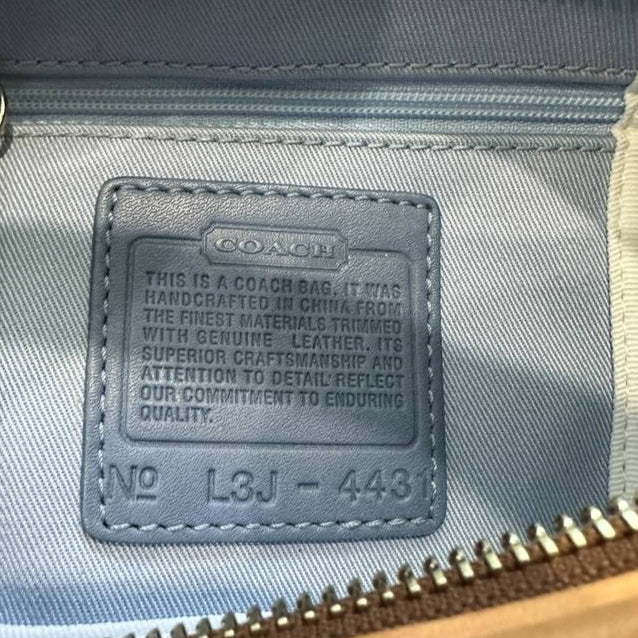 COACH
THIS IS A COACH BAG. IT WAS
HANDCRAFTED IN CHINA FROM
THE FINEST MATERIALS TRIMMED
WITH GENUINE LEATHER. ITS
SUPERIOR CRAFTSMANSHIP AND
ATTENTION TO DETAIL REFLECT
OUR COMMITMENT TO ENDURING
QUALITY.
Nº L3J - 4431